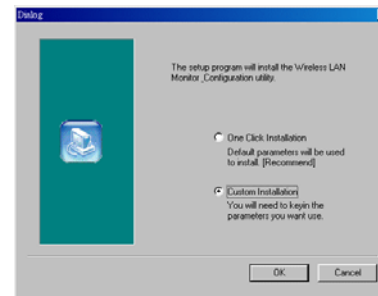 Dialog
The setup program will install the Wireless LAN
Monitor_Configuration utility.
One Click Installation
Default parameters will be used
to install. [Recommend]
Custom Installation
You will need to keyin the
parameters you want use.
OK
Cancel